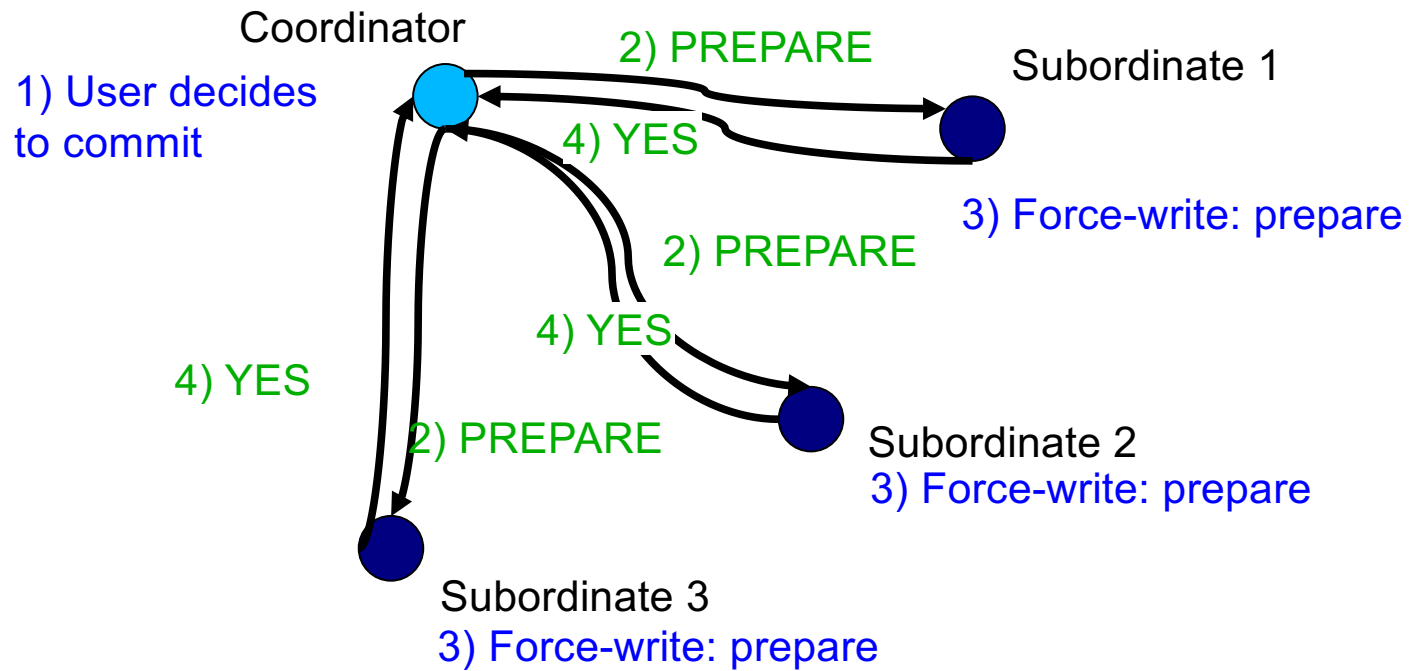 Coordinator
2) PREPARE
Subordinate 1
1) User decides
to commit
4) YES
3) Force-write: prepare
2) PREPARE
4) YES
4) YES
2) PREPARE
Subordinate 2
3) Force-write: prepare
Subordinate 3
3) Force-write: prepare